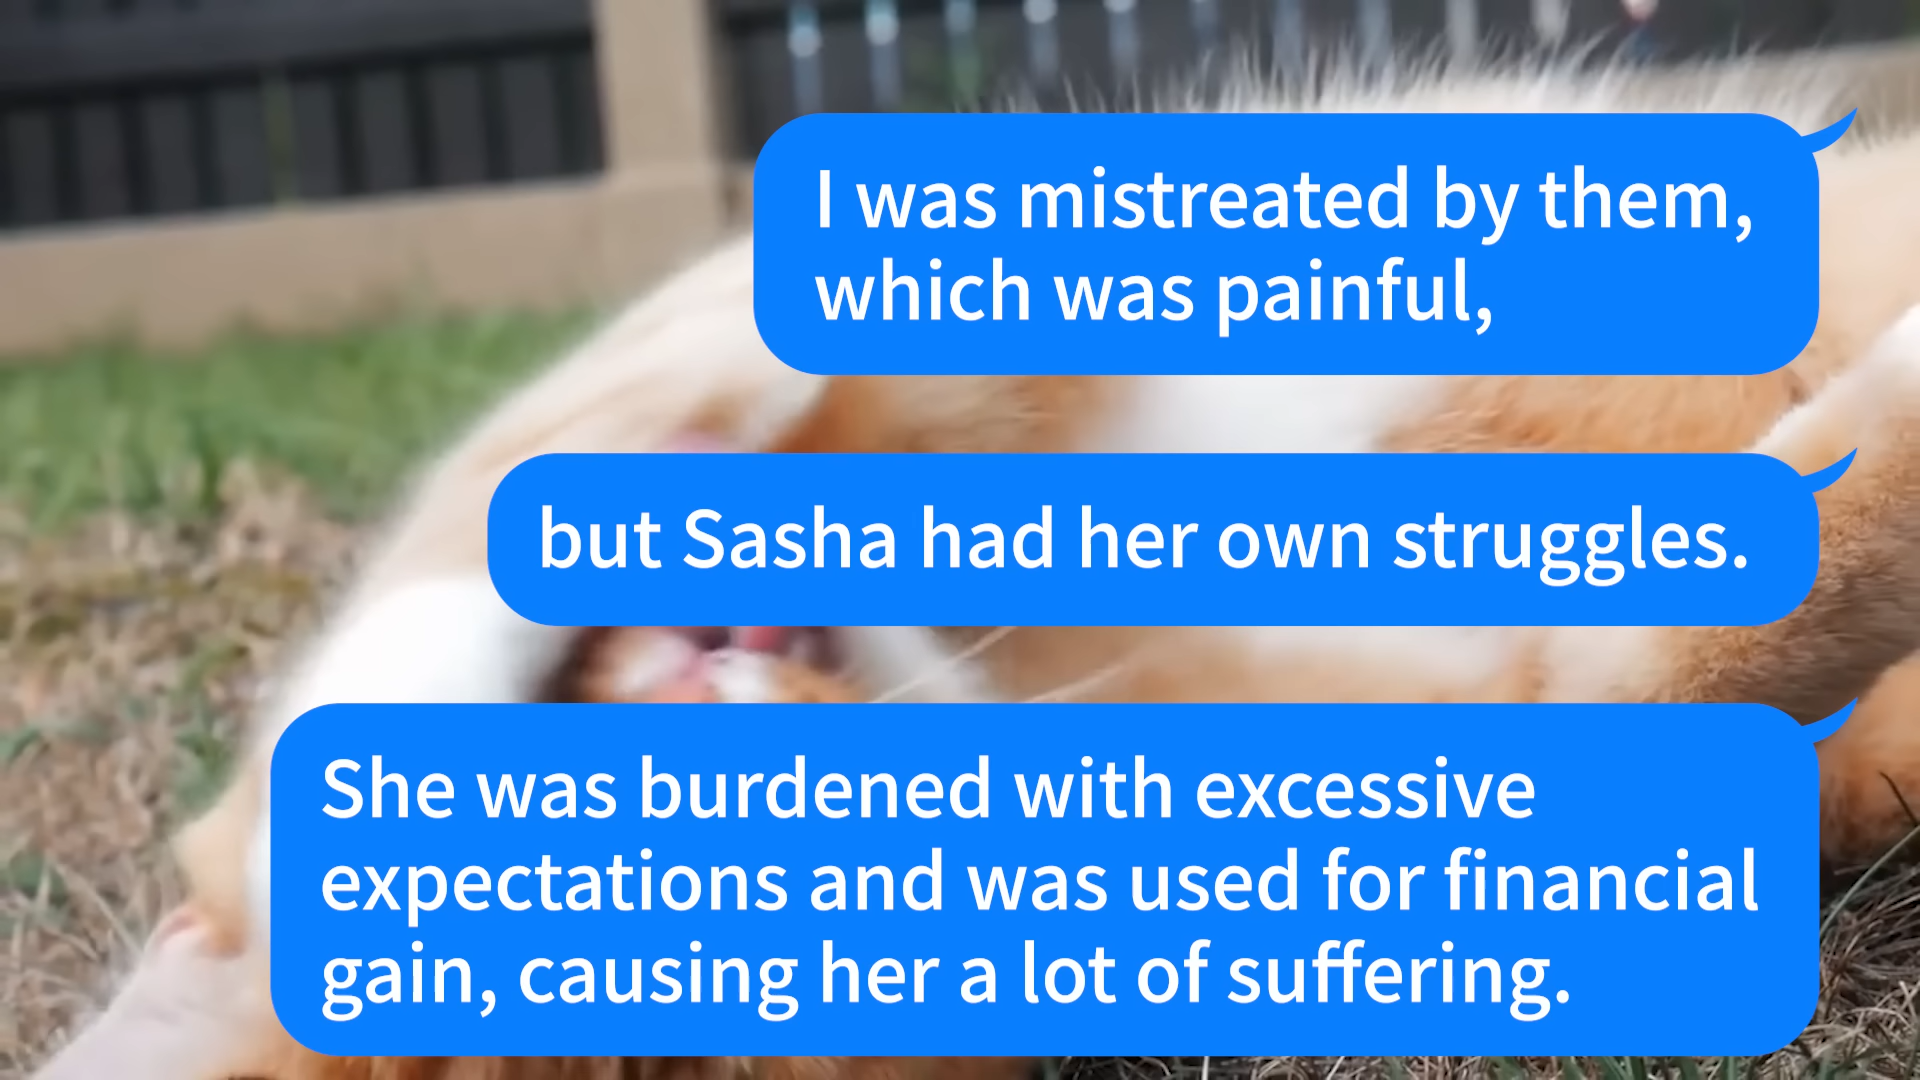 I was mistreated by them,
which was painful,
but Sasha had her own struggles.
She was burdened with excessive
expectations and was used for financial
gain, causing her a lot of suffering.